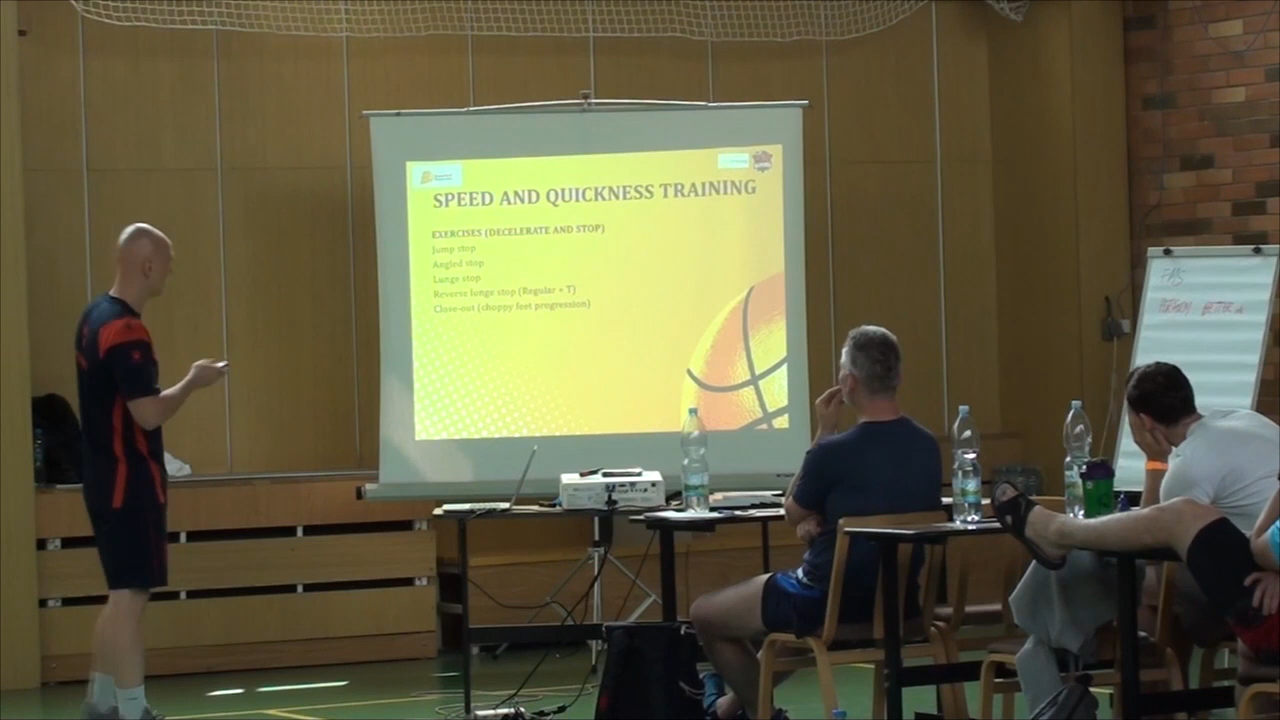 SPEED AND QUICKNESS TRAINING
EXERCISES (DECELERATE AND STOP)
Jump stop
Angled stop
Lunge stop
Reverse lunge stop (Regular + T)
Close-out (choppy feet progression)
BETTER